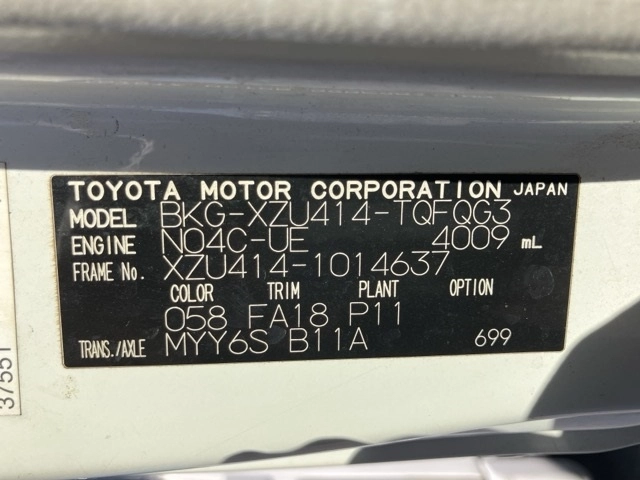 TOYOTA MOTOR CORPORATION JAPAN
MODEL BKG-XZU414-TQFQG3
ENGINE N04C-UE 4009 mL
FRAME No. XZU414-1014637
COLOR TRIM PLANT OPTION
058 FA18 P11
TRANS./AXLE MYY6S B11A 699
37551